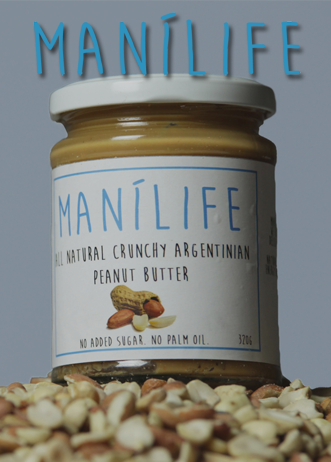 MANÍLIFE
MANÍLIFE
ALL NATURAL CRUNCHY ARGENTINIAN
PEANUT BUTTER
NO ADDED SUGAR. NO PALM OIL.
320g